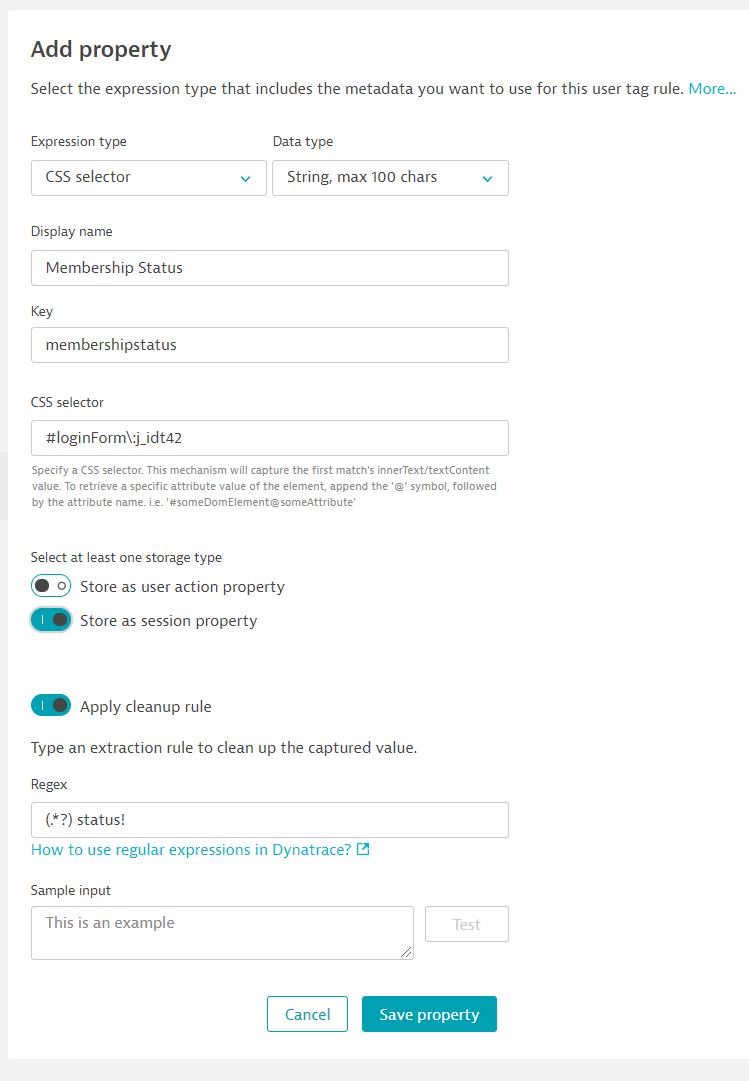 Add property
Select the expression type that includes the metadata you want to use for this user tag rule. More...
Expression type
Data type
CSS selector
String, max 100 chars
Display name
Membership Status
Key
membershipstatus
CSS selector
#loginForm\:j_idt42
Specify a CSS selector. This mechanism will capture the first match's innerText/textContent
value. To retrieve a specific attribute value of the element, append the '@' symbol, followed
by the attribute name. i.e. '#someDomElement@someAttribute'
Select at least one storage type
Store as user action property
Store as session property
Apply cleanup rule
Type an extraction rule to clean up the captured value.
Regex
(.*?) status!
How to use regular expressions in Dynatrace?
Sample input
This is an example
Test
Cancel
Save property